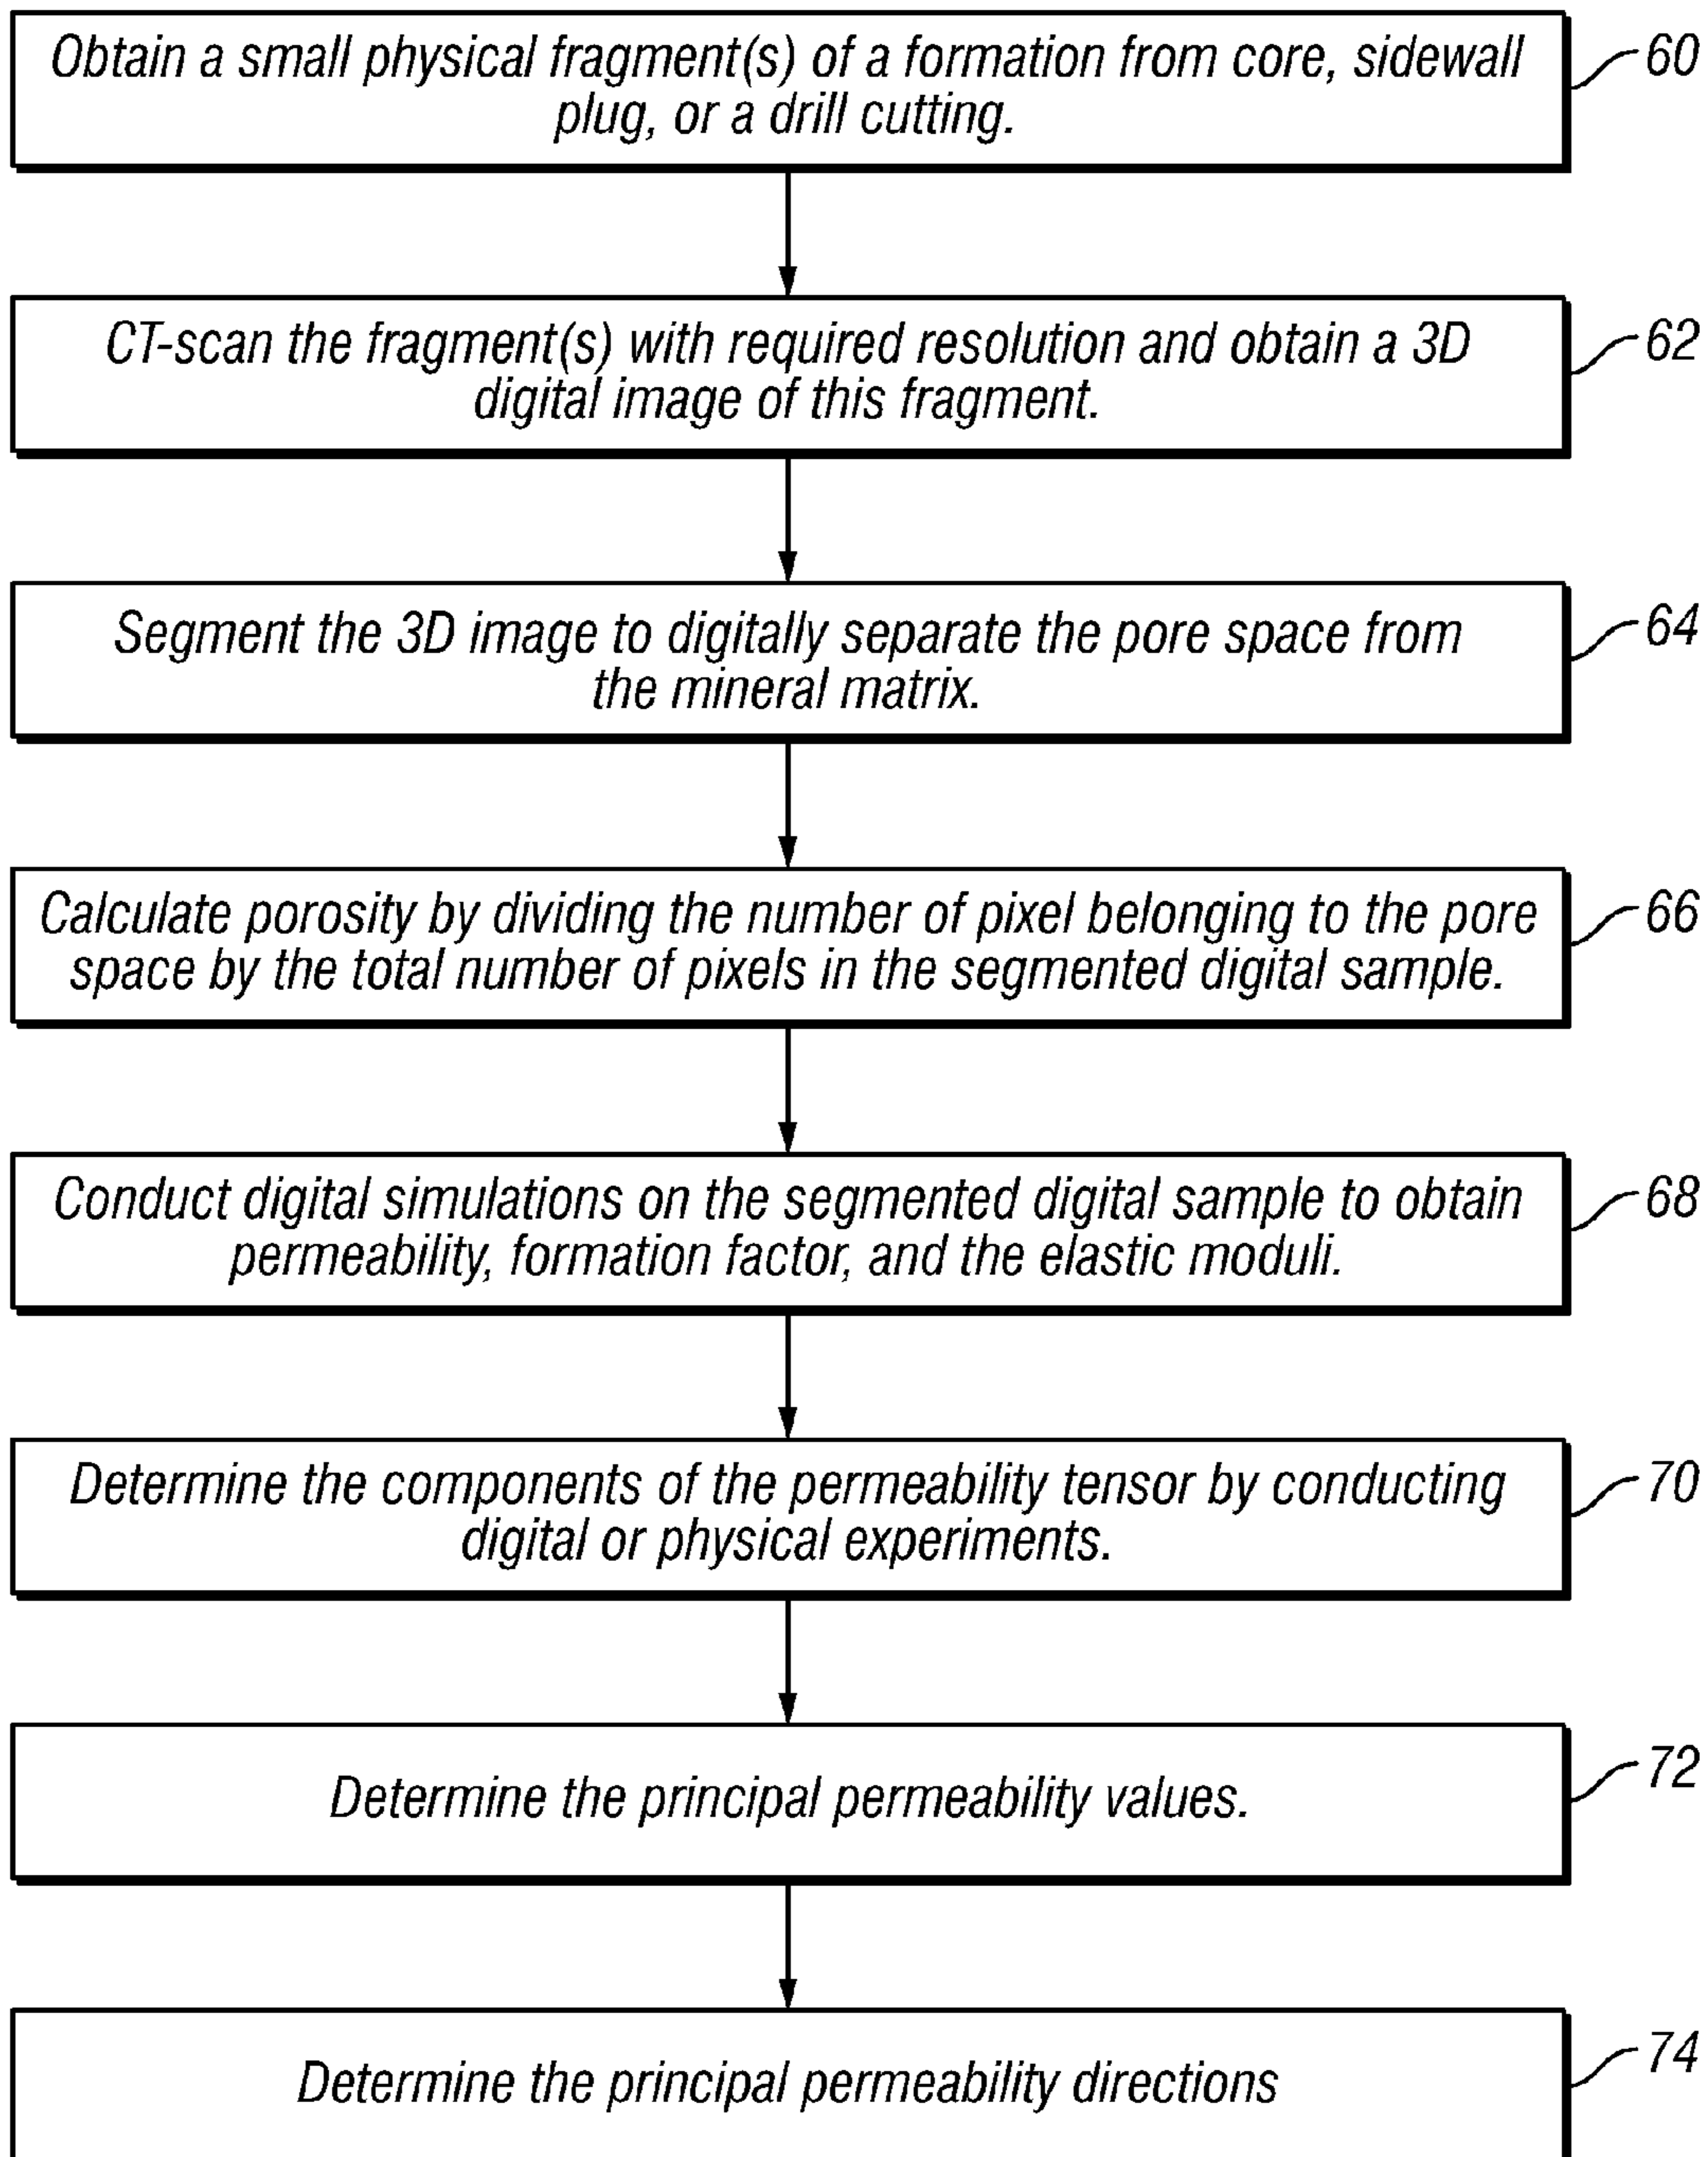 Obtain a small physical fragment(s) of a formation from core, sidewall
plug, or a drill cutting.
60
CT-scan the fragment(s) with required resolution and obtain a 3D
digital image of this fragment.
62
Segment the 3D image to digitally separate the pore space from
the mineral matrix.
64
Calculate porosity by dividing the number of pixel belonging to the pore
space by the total number of pixels in the segmented digital sample.
66
Conduct digital simulations on the segmented digital sample to obtain
permeability, formation factor, and the elastic moduli.
68
Determine the components of the permeability tensor by conducting
digital or physical experiments.
70
Determine the principal permeability values.
72
Determine the principal permeability directions
74